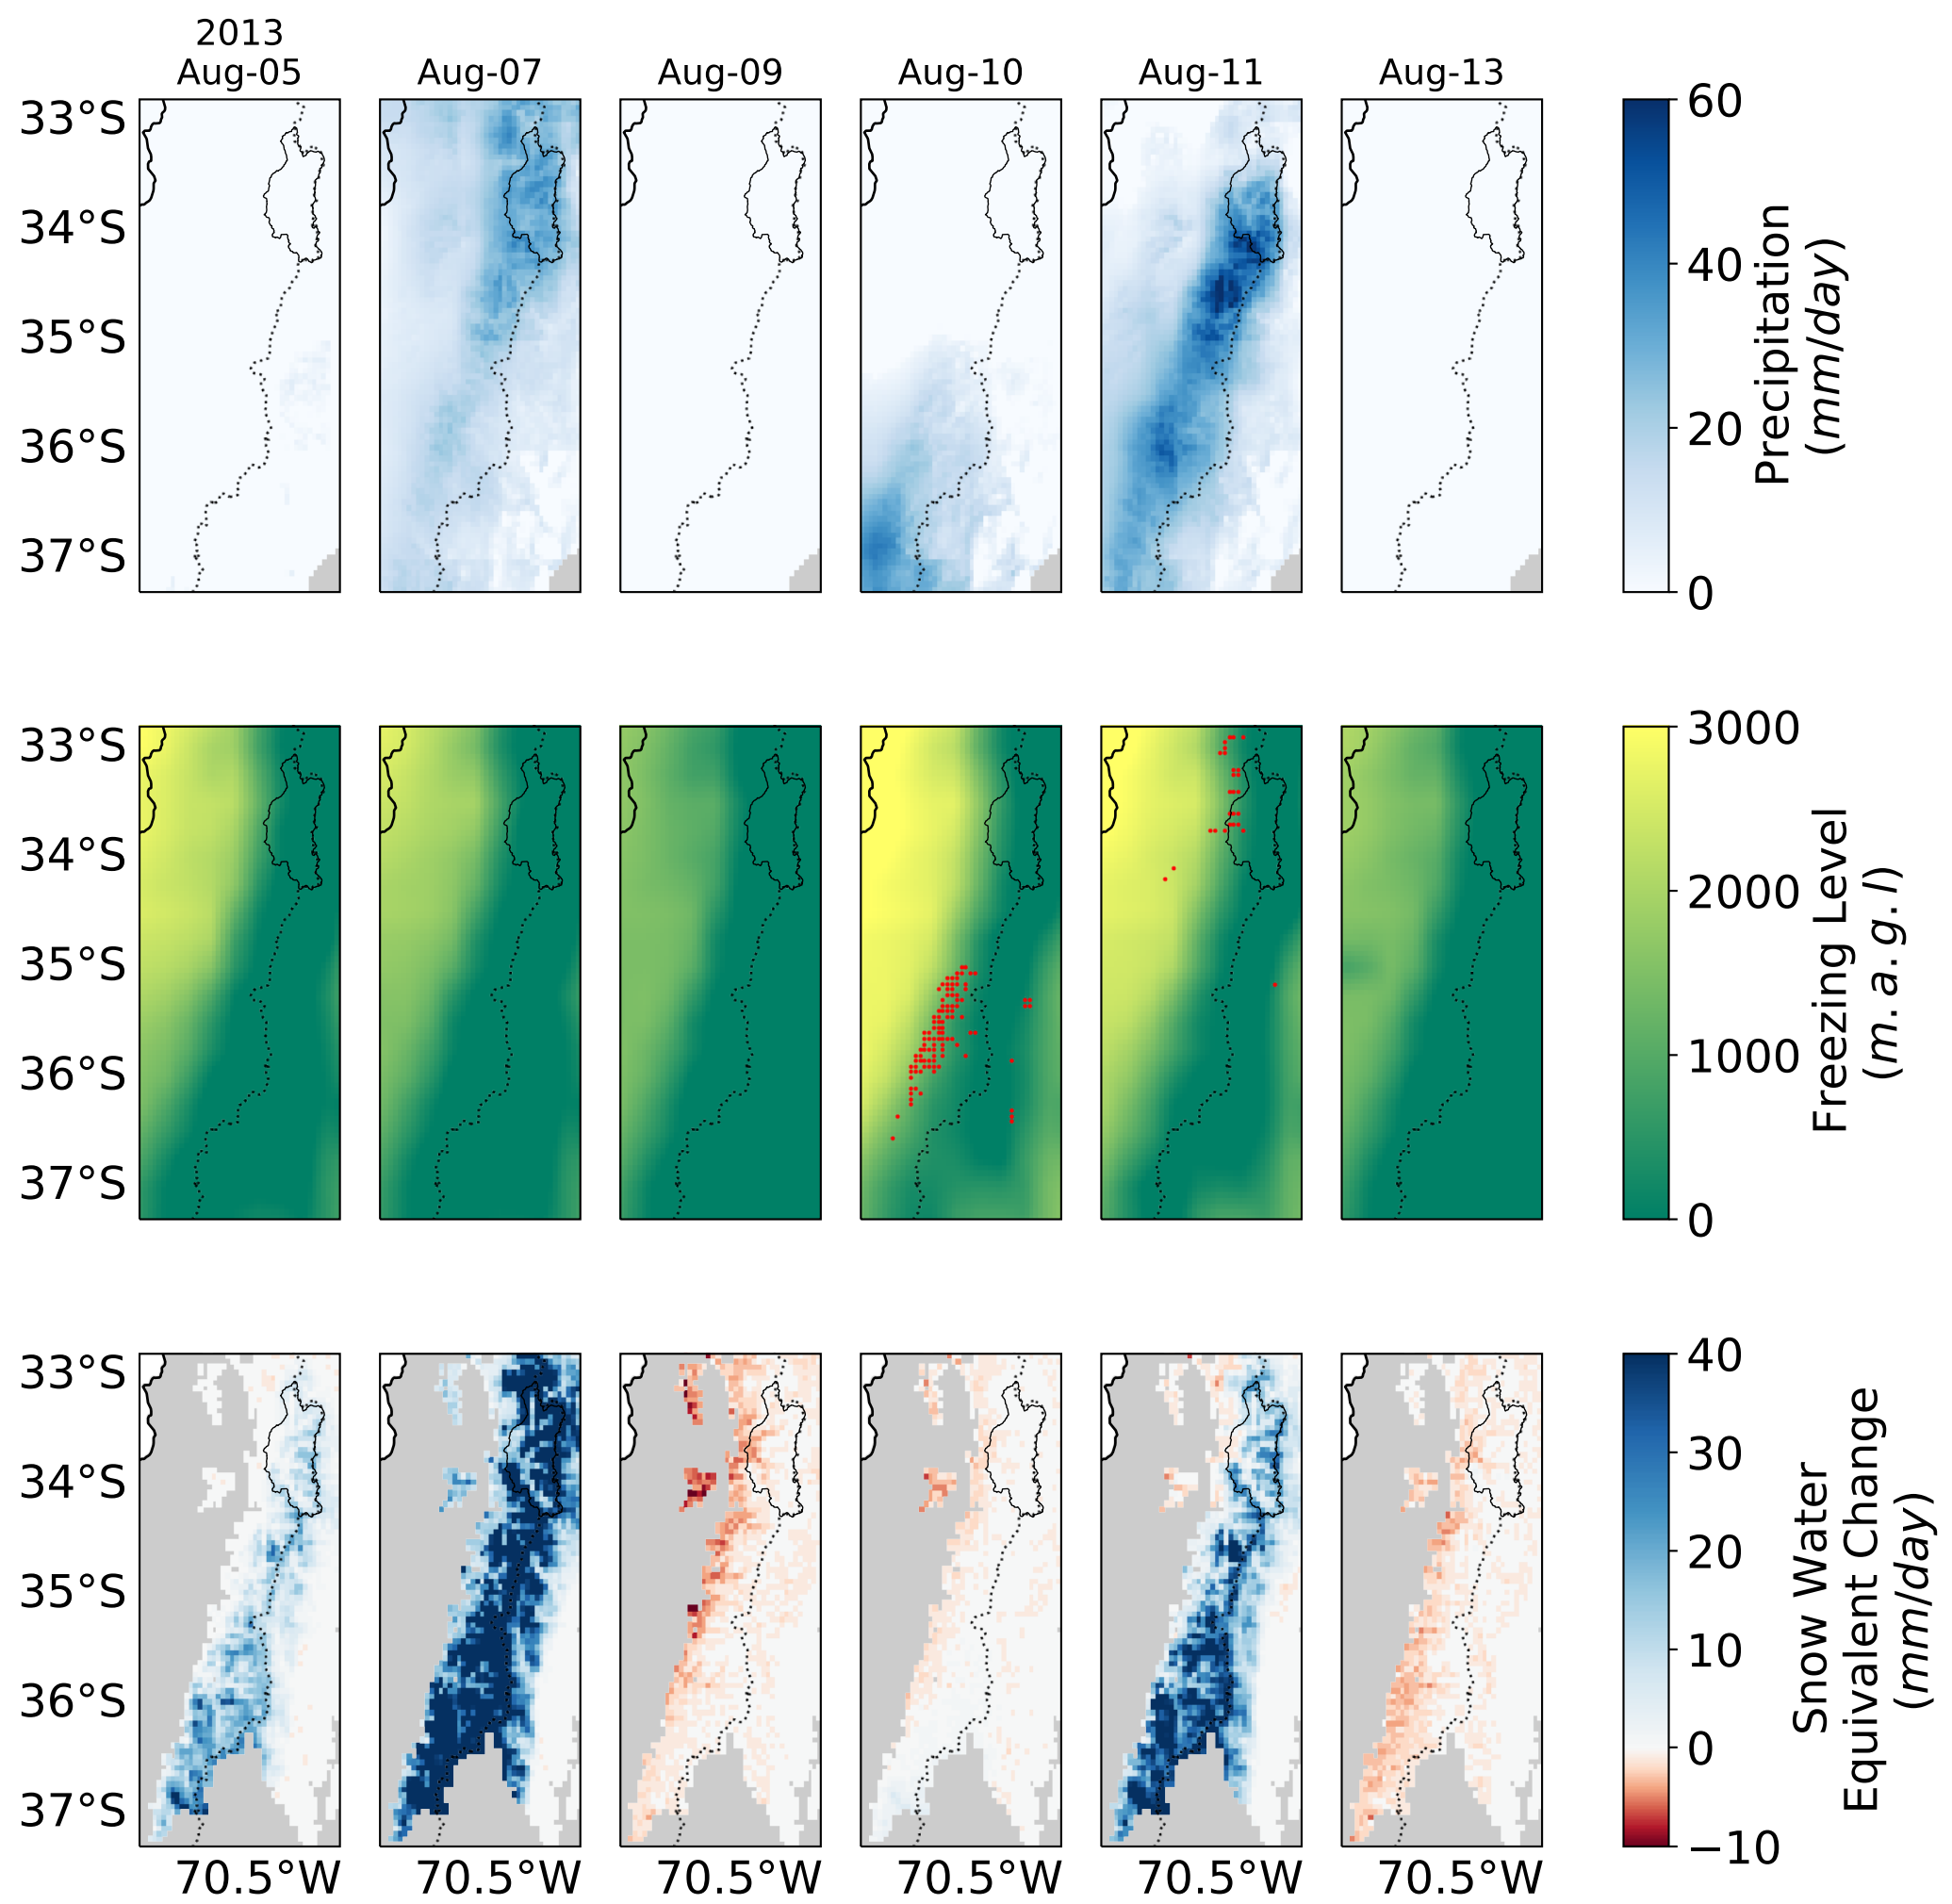 2013
Aug-05 Aug-07 Aug-09 Aug-10 Aug-11 Aug-13
33°S
34°S
35°S
36°S
37°S
60
40
20
0
Precipitation
(mm/day)
33°S
34°S
35°S
36°S
37°S
3000
2000
1000
0
Freezing Level
(m.a.g.l)
33°S
34°S
35°S
36°S
37°S
70.5°W 70.5°W 70.5°W 70.5°W 70.5°W 70.5°W
40
30
20
10
0
−10
Snow Water
Equivalent Change
(mm/day)